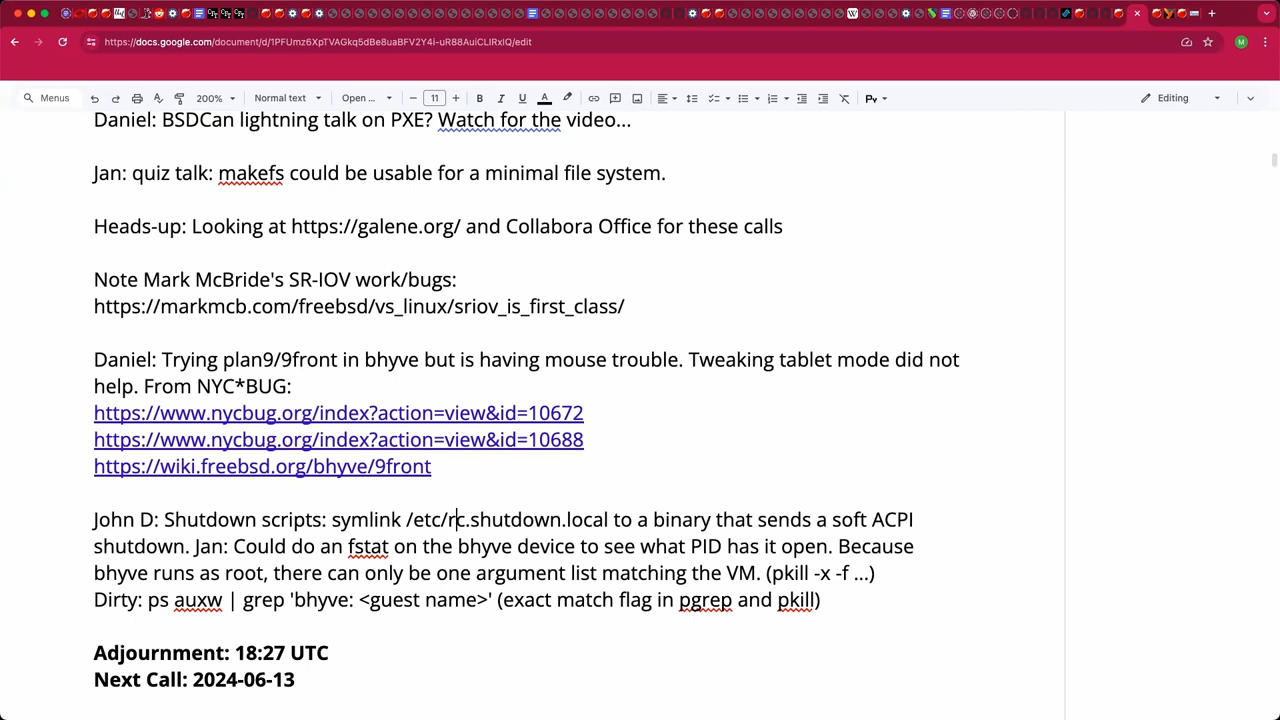 https://docs.google.com/document/d/1PFUmz6XpTVAGkq5dBe8uaBFV2Y4i-uR88AuiCLIRxIQ/edit
Menus 200% Normal text Open ... 11 Editing
Daniel: BSDCan lightning talk on PXE? Watch for the video...
Jan: quiz talk: makefs could be usable for a minimal file system.
Heads-up: Looking at https://galene.org/ and Collabora Office for these calls
Note Mark McBride's SR-IOV work/bugs:
https://markmcb.com/freebsd/vs_linux/sriov_is_first_class/
Daniel: Trying plan9/9front in bhyve but is having mouse trouble. Tweaking tablet mode did not
help. From NYC*BUG:
https://www.nycbug.org/index?action=view&id=10672
https://www.nycbug.org/index?action=view&id=10688
https://wiki.freebsd.org/bhyve/9front
John D: Shutdown scripts: symlink /etc/rc.shutdown.local to a binary that sends a soft ACPI
shutdown. Jan: Could do an fstat on the bhyve device to see what PID has it open. Because
bhyve runs as root, there can only be one argument list matching the VM. (pkill -x -f ...)
Dirty: ps auxw | grep 'bhyve: <guest name>' (exact match flag in pgrep and pkill)
Adjournment: 18:27 UTC
Next Call: 2024-06-13